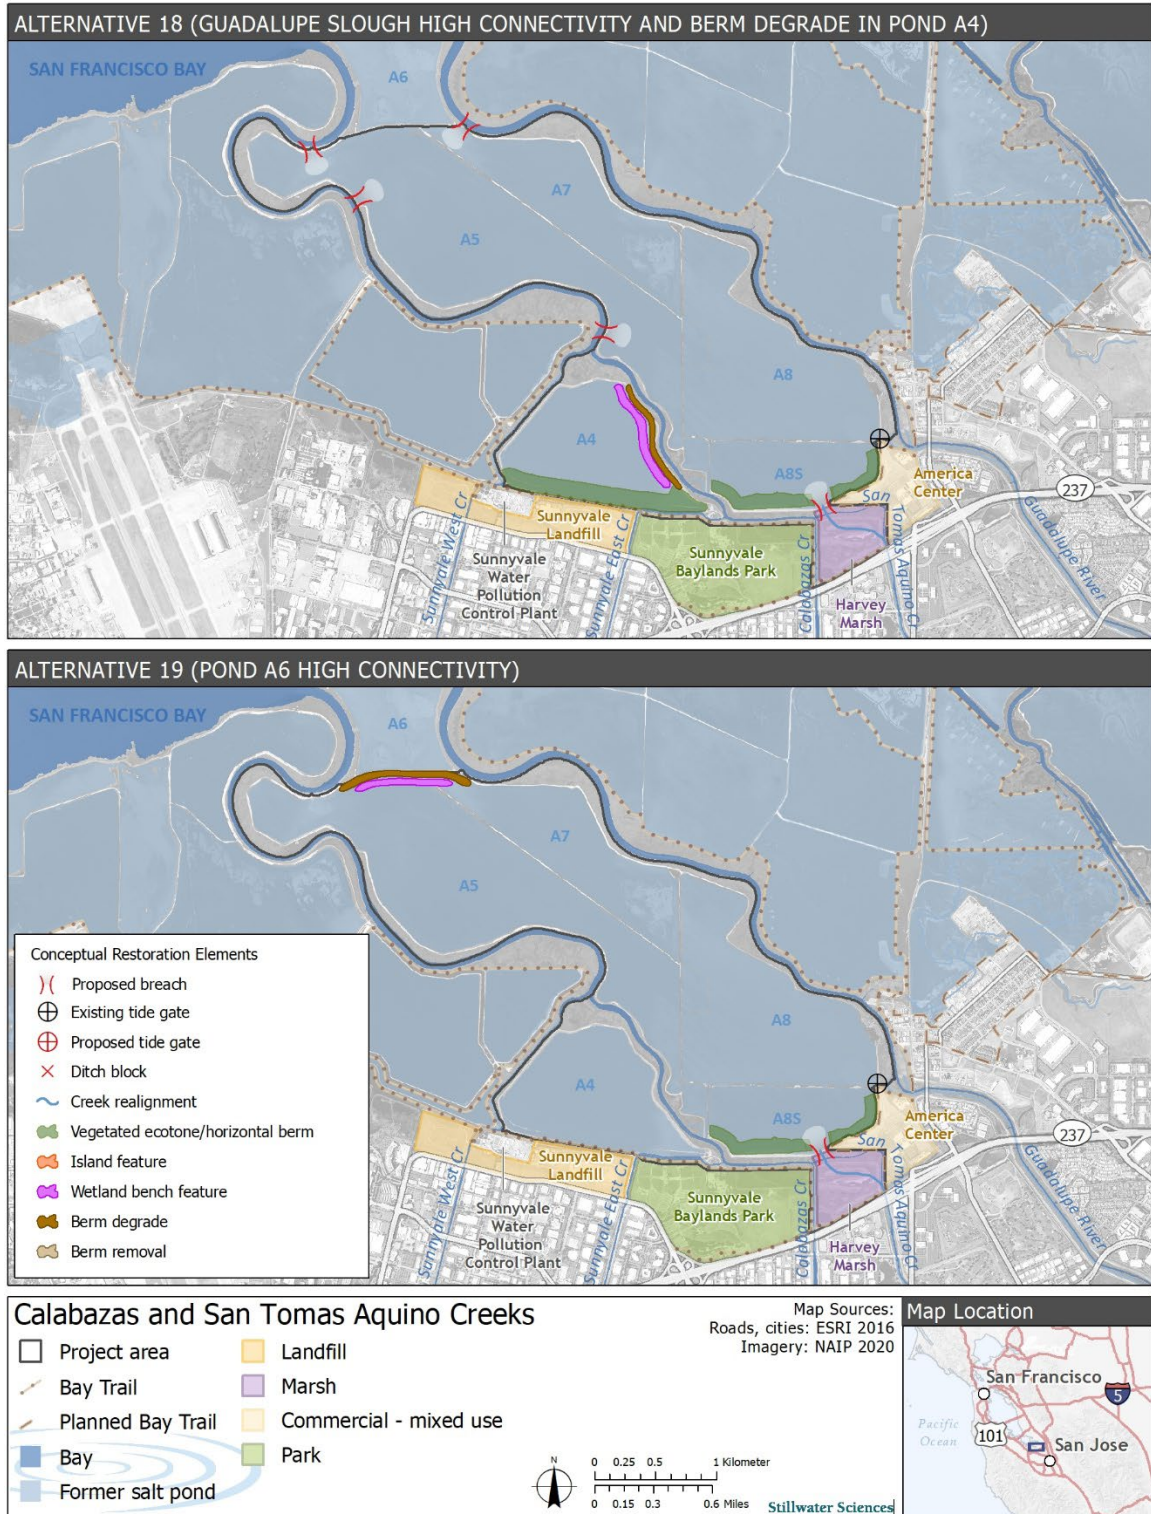 ALTERNATIVE 18 (GUADALUPE SLOUGH HIGH CONNECTIVITY AND BERM DEGRADE IN POND A4)
SAN FRANCISCO BAY
A6
A7
A5
A8
A4
A8S
America
Center
237
San Tomas Aquino Cr
Guadalupe River
Sunnyvale West Cr
Sunnyvale
Landfill
Sunnyvale East Cr
Sunnyvale
Water
Pollution
Control Plant
Sunnyvale
Baylands Park
Calabazas Cr
Harvey
Marsh
ALTERNATIVE 19 (POND A6 HIGH CONNECTIVITY)
SAN FRANCISCO BAY
A6
A7
A5
A8
A4
A8S
America
Center
237
San Tomas Aquino Cr
Guadalupe River
Sunnyvale West Cr
Sunnyvale
Landfill
Sunnyvale East Cr
Sunnyvale
Water
Pollution
Control Plant
Sunnyvale
Baylands Park
Calabazas Cr
Harvey
Marsh
Conceptual Restoration Elements
Proposed breach
Existing tide gate
Proposed tide gate
Ditch block
Creek realignment
Vegetated ecotone/horizontal berm
Island feature
Wetland bench feature
Berm degrade
Berm removal
Calabazas and San Tomas Aquino Creeks
Project area
Bay Trail
Planned Bay Trail
Bay
Former salt pond
Landfill
Marsh
Commercial - mixed use
Park
Map Sources:
Roads, cities: ESRI 2016
Imagery: NAIP 2020
N
0 0.25 0.5 1 Kilometer
0 0.15 0.3 0.6 Miles
Stillwater Sciences
Map Location
San Francisco
5
Pacific
Ocean
101
San Jose